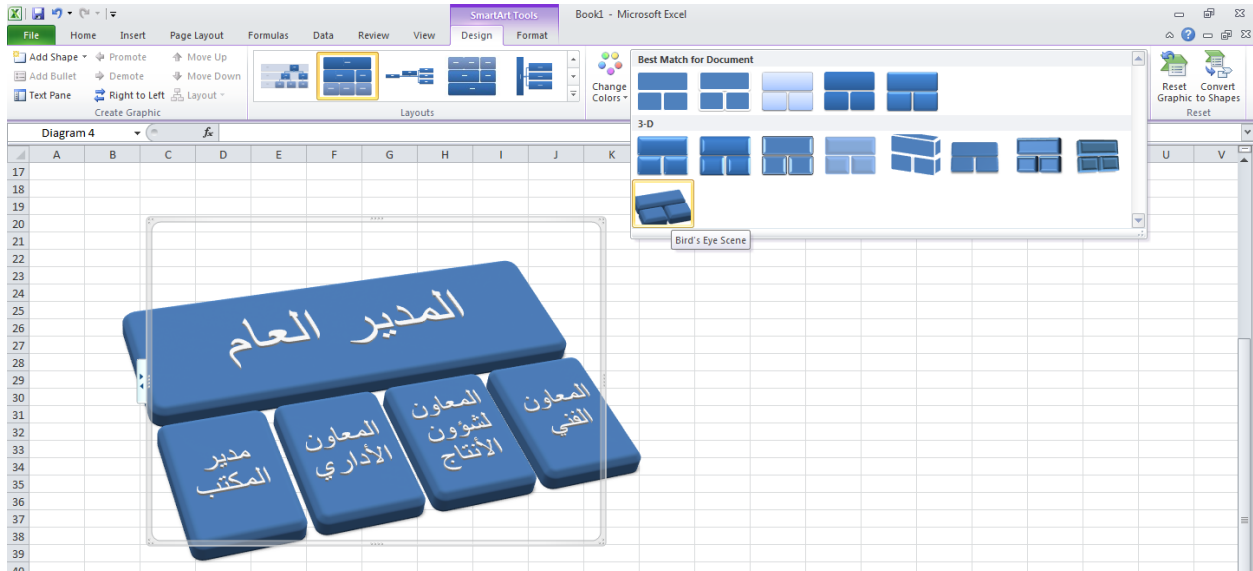 SmartArt Tools
Book1 - Microsoft Excel
File Home Insert Page Layout Formulas Data Review View Design Format
Add Shape
Promote
Move Up
Add Bullet
Demote
Move Down
Text Pane
Right to Left
Layout
Create Graphic
Layouts
Change
Colors
Best Match for Document
3-D
Bird's Eye Scene
Reset
Graphic
Convert
to Shapes
Reset
Diagram 4
fx
A B C D E F G H I J K U V
17
18
19
20
21
22
23
24
25
26
27
28
29
30
31
32
33
34
35
36
37
38
39
40
المدير العام
المعاون
الفني
المعاون
لشؤون
الأنتاج
المعاون
الأداري
مدير
المكتب